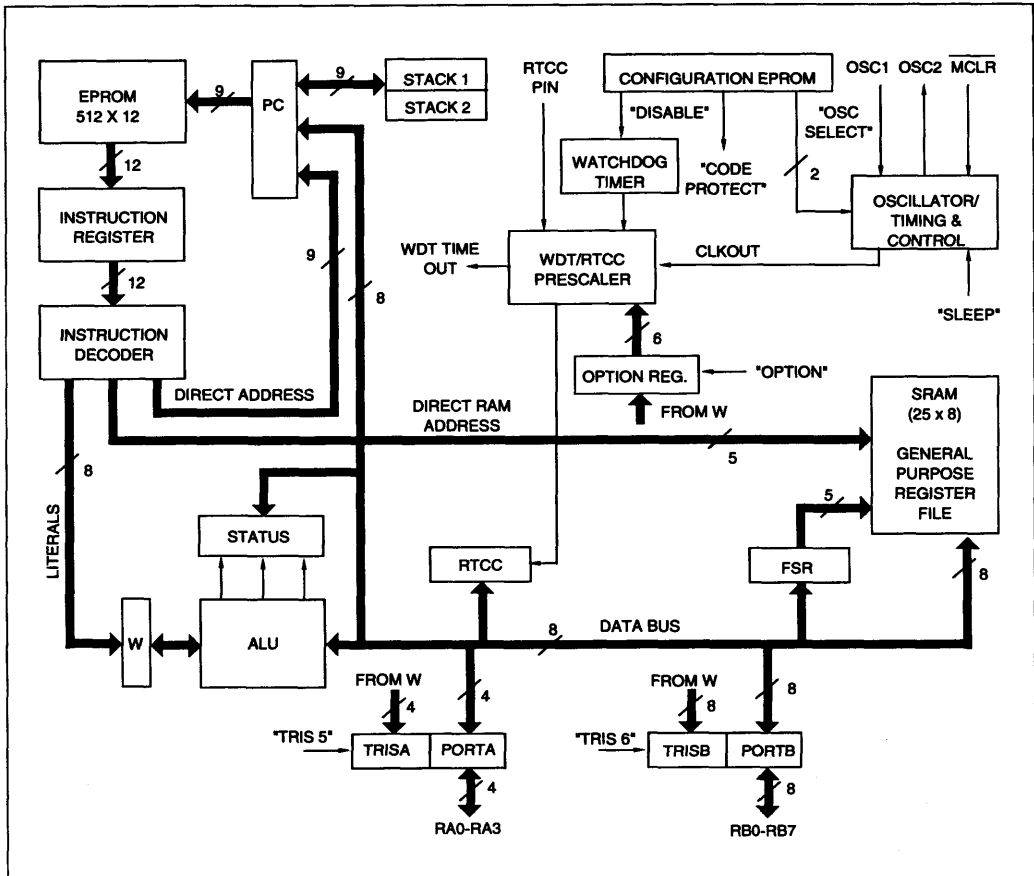 EPROM
512 X 12
9
PC
9
STACK 1
STACK 2
RTCC
PIN
CONFIGURATION EPROM
OSC1 OSC2 MCLR
"DISABLE"
"OSC
SELECT"
WATCHDOG
TIMER
"CODE
PROTECT"
2
12
INSTRUCTION
REGISTER
OSCILLATOR/
TIMING &
CONTROL
9
8
WDT TIME
OUT
WDT/RTCC
PRESCALER
CLKOUT
12
INSTRUCTION
DECODER
"SLEEP"
6
OPTION REG.
"OPTION"
FROM W
DIRECT ADDRESS
DIRECT RAM
ADDRESS
5
SRAM
(25 x 8)
GENERAL
PURPOSE
REGISTER
FILE
8
LITERALS
5
STATUS
RTCC
FSR
8
W
ALU
8
DATA BUS
FROM W
4
4
FROM W
8
8
"TRIS 5"
TRISA
PORTA
"TRIS 6"
TRISB
PORTB
4
8
RA0-RA3
RB0-RB7